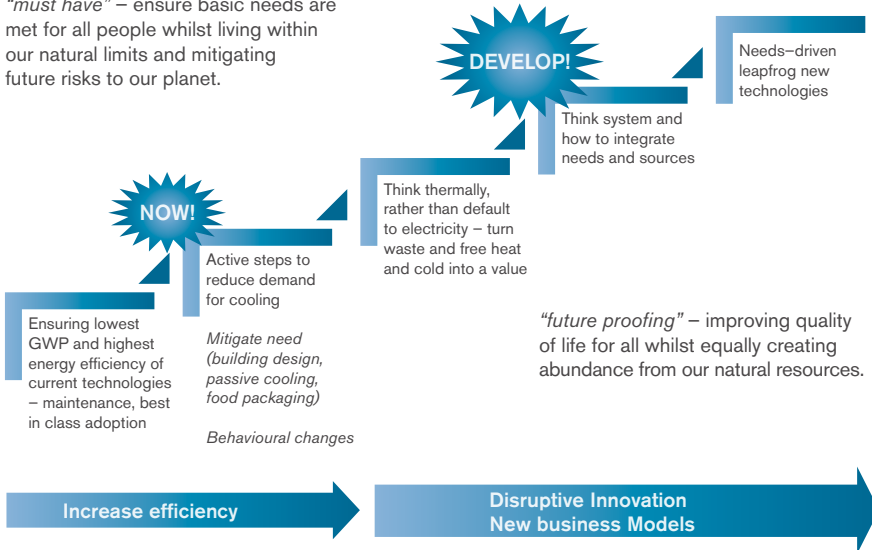 "must have" – ensure basic needs are
met for all people whilst living within
our natural limits and mitigating
future risks to our planet.
NOW!
DEVELOP!
Ensuring lowest
GWP and highest
energy efficiency of
current technologies
– maintenance, best
in class adoption
Active steps to
reduce demand
for cooling
Mitigate need
(building design,
passive cooling,
food packaging)
Behavioural changes
Think thermally,
rather than default
to electricity – turn
waste and free heat
and cold into a value
Think system and
how to integrate
needs and sources
Needs–driven
leapfrog new
technologies
"future proofing" – improving quality
of life for all whilst equally creating
abundance from our natural resources.
Increase efficiency
Disruptive Innovation
New business Models